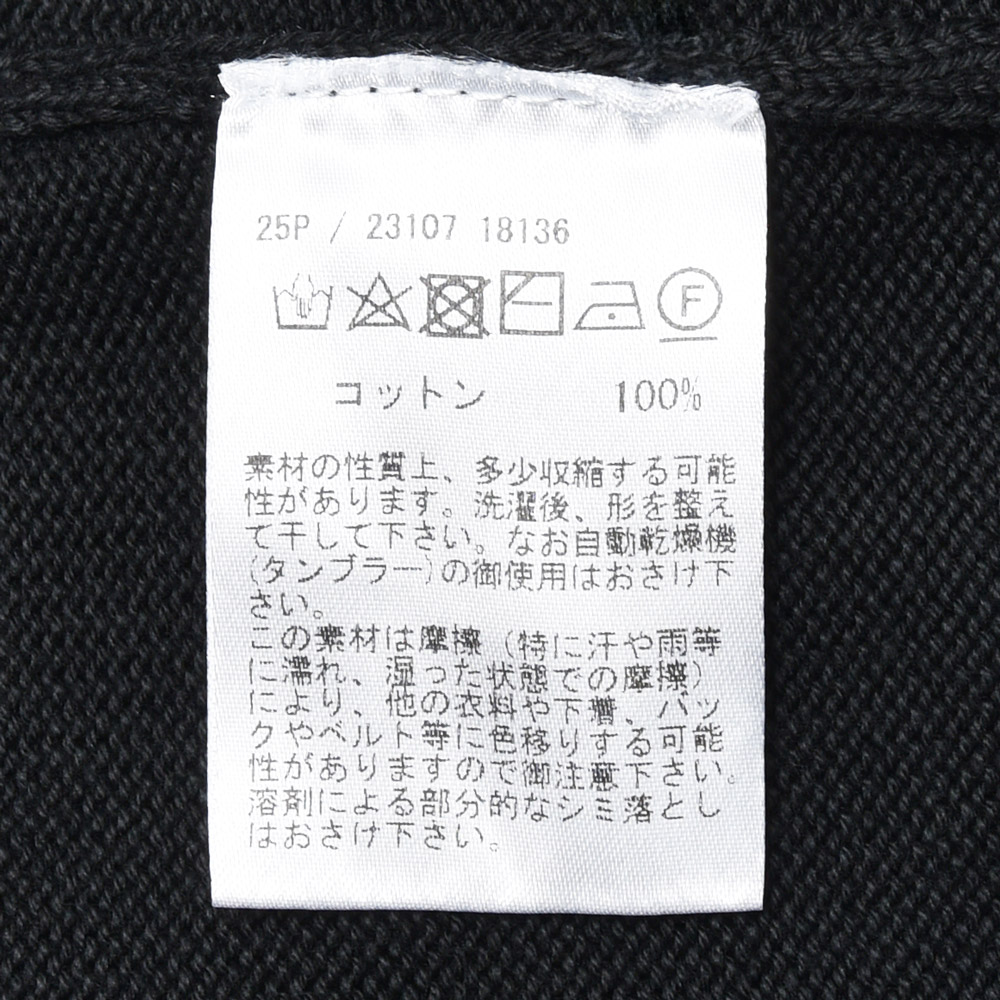 25P / 23107 18136
F
コットン 100%
素材の性質上、多少収縮する可能
性があります。洗濯後、形を整え
て干して下さい。なお自動乾燥機
(タンブラー)の御使用はおさけ下
さい。
この素材は摩擦（特に汗や雨等
に濡れ、湿った状態での摩擦）
により、他の衣料や下着、バッ
クやベルト等に色移りする可能
性がありますので御注意下さい。
溶剤による部分的なシミ落とし
はおさけ下さい。